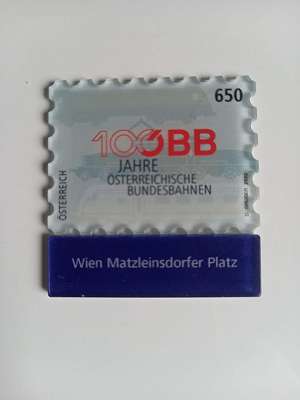 650
100 ÖBB
JAHRE
ÖSTERREICHISCHE
BUNDESBAHNEN
ÖSTERREICH
Wien Matzleinsdorfer Platz